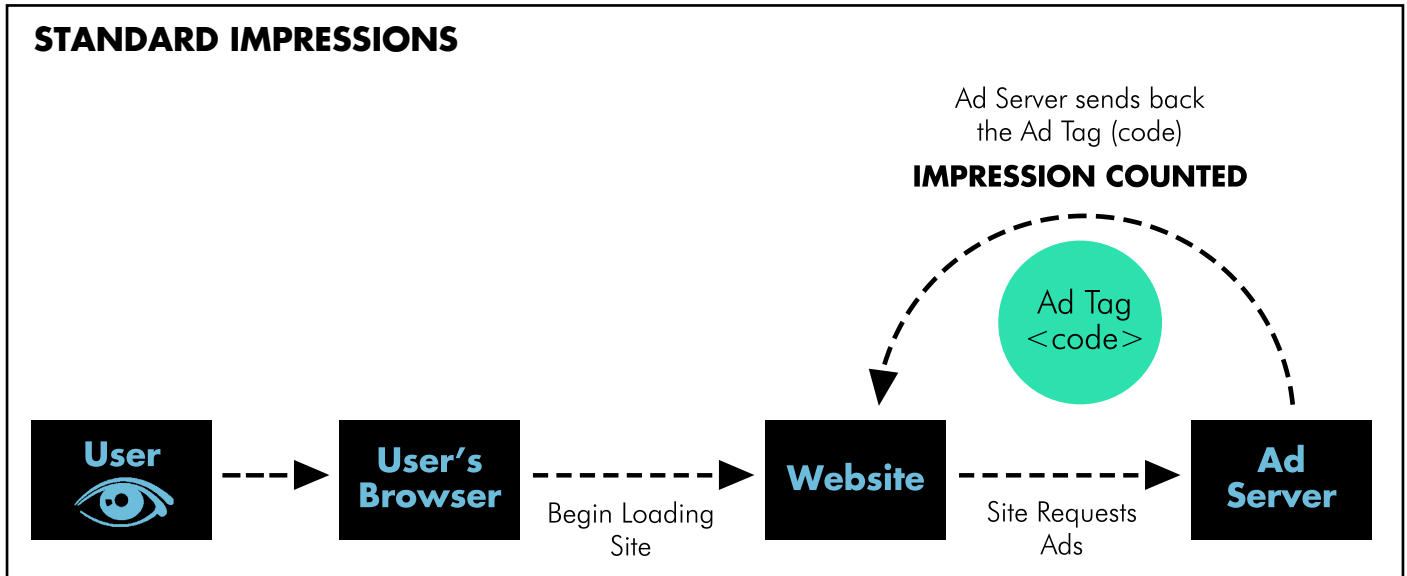 STANDARD IMPRESSIONS
Ad Server sends back
the Ad Tag (code)
IMPRESSION COUNTED
Ad Tag
<code>
User
User's
Browser
Begin Loading
Site
Website
Site Requests
Ads
Ad
Server